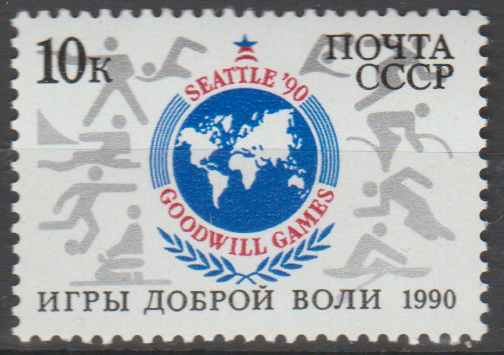 10к
ПОЧТА
СССР
SEATTLE '90
GOODWILL GAMES
ИГРЫ ДОБРОЙ ВОЛИ 1990